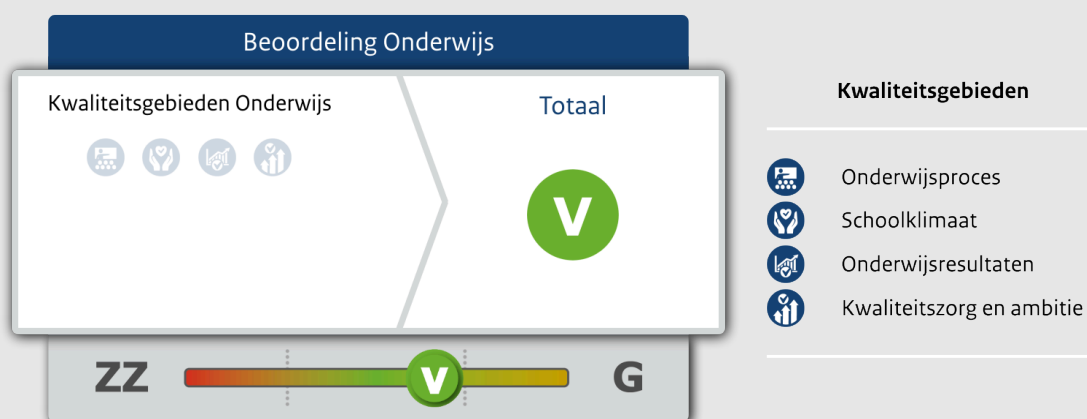 Beoordeling Onderwijs
Kwaliteitsgebieden Onderwijs
Totaal
V
ZZ
V
G
Kwaliteitsgebieden
Onderwijsproces
Schoolklimaat
Onderwijsresultaten
Kwaliteitszorg en ambitie